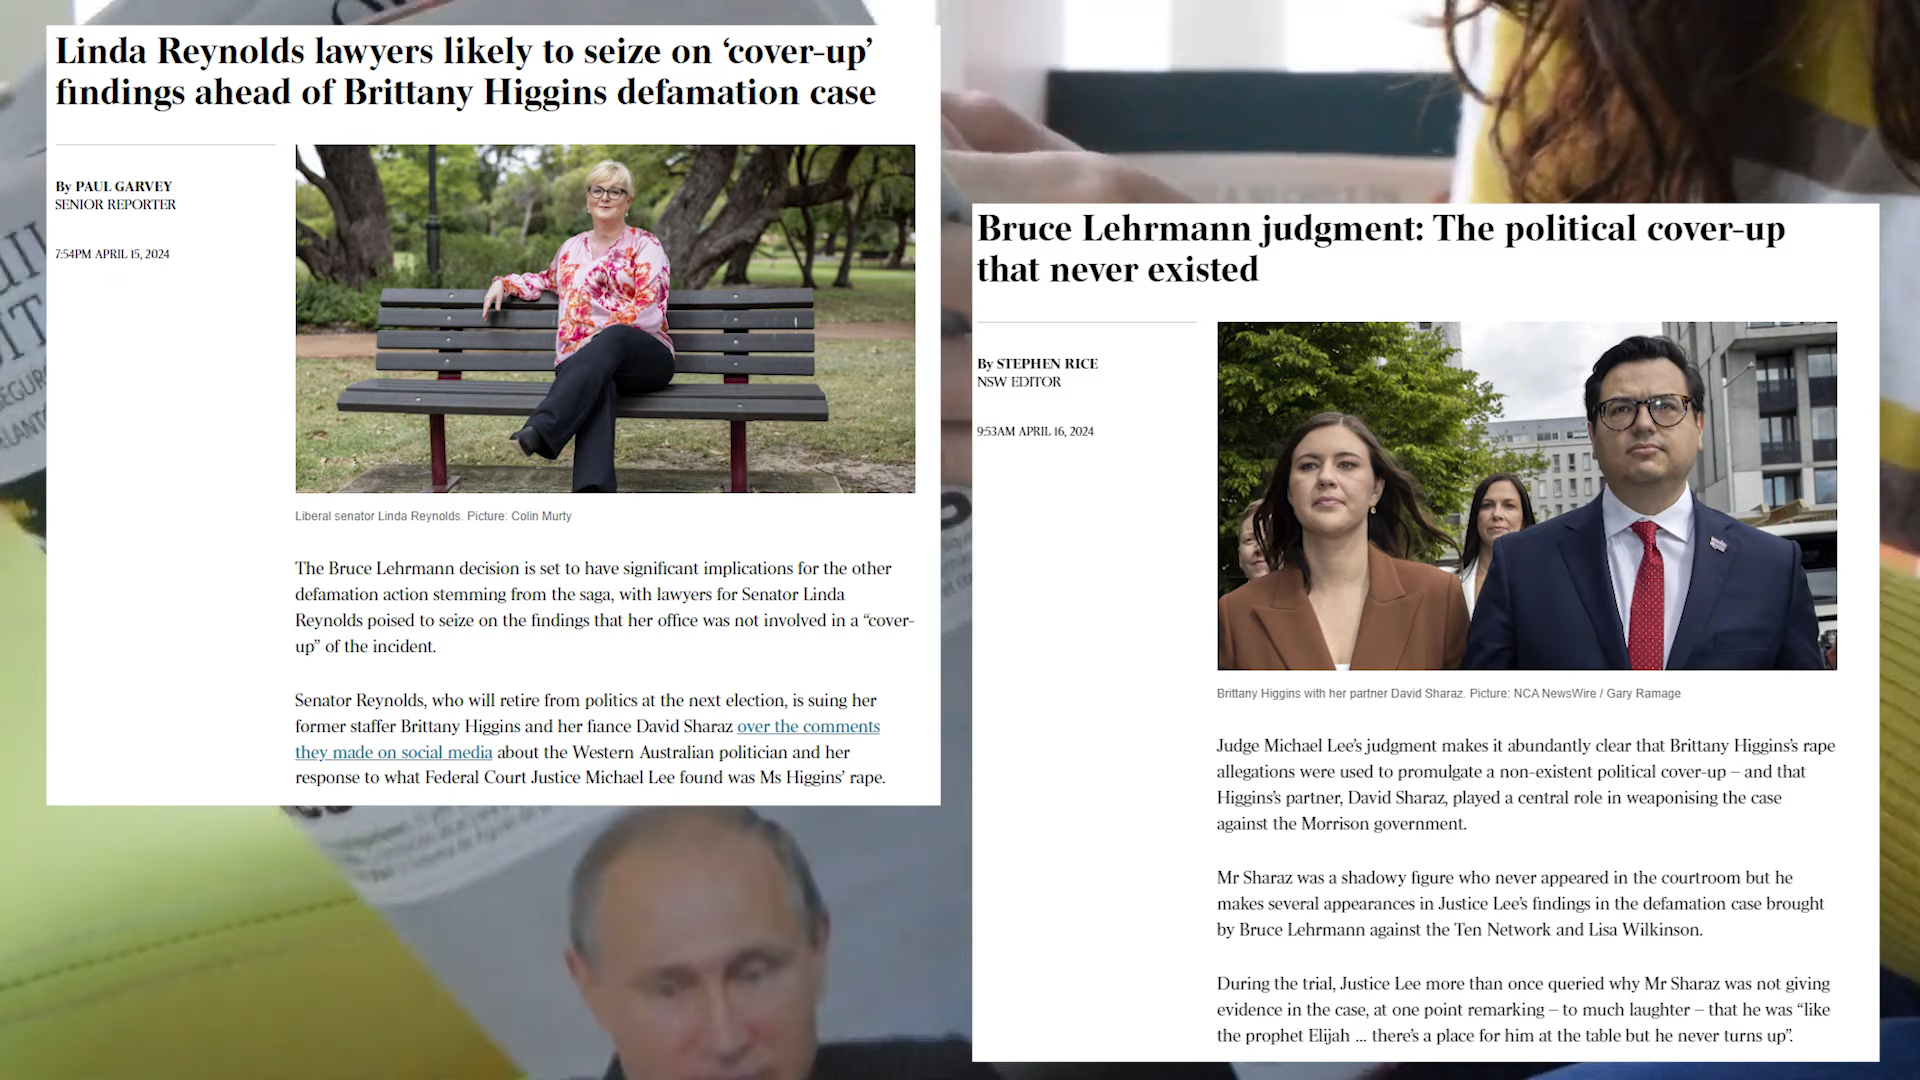 Linda Reynolds lawyers likely to seize on ‘cover-up’
findings ahead of Brittany Higgins defamation case
By PAUL GARVEY
SENIOR REPORTER
7:54PM APRIL 15, 2024
Liberal senator Linda Reynolds. Picture: Colin Murty
The Bruce Lehrmann decision is set to have significant implications for the other
defamation action stemming from the saga, with lawyers for Senator Linda
Reynolds poised to seize on the findings that her office was not involved in a “cover-
up” of the incident.
Senator Reynolds, who will retire from politics at the next election, is suing her
former staffer Brittany Higgins and her fiance David Sharaz over the comments
they made on social media about the Western Australian politician and her
response to what Federal Court Justice Michael Lee found was Ms Higgins’ rape.
Bruce Lehrmann judgment: The political cover-up
that never existed
By STEPHEN RICE
NSW EDITOR
9:53AM APRIL 16, 2024
Brittany Higgins with her partner David Sharaz. Picture: NCA NewsWire / Gary Ramage
Judge Michael Lee’s judgment makes it abundantly clear that Brittany Higgins’s rape
allegations were used to promulgate a non-existent political cover-up – and that
Higgins’s partner, David Sharaz, played a central role in weaponising the case
against the Morrison government.
Mr Sharaz was a shadowy figure who never appeared in the courtroom but he
makes several appearances in Justice Lee’s findings in the defamation case brought
by Bruce Lehrmann against the Ten Network and Lisa Wilkinson.
During the trial, Justice Lee more than once queried why Mr Sharaz was not giving
evidence in the case, at one point remarking – to much laughter – that he was “like
the prophet Elijah ... there’s a place for him at the table but he never turns up”.